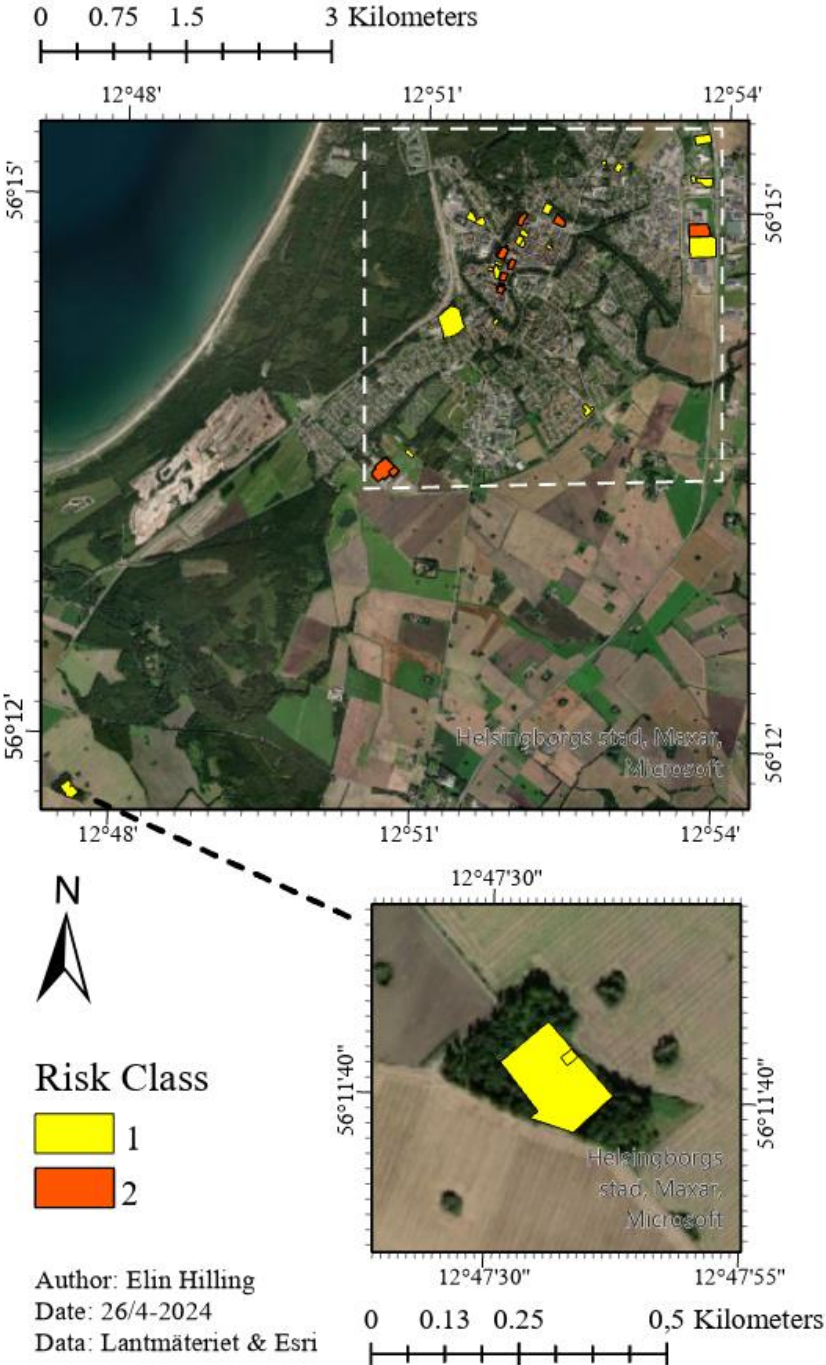 0 0.75 1.5 3 Kilometers
12°48' 12°51' 12°54'
56°15' 56°15'
56°12' 56°12'
Helsingborgs stad, Maxar,
Microsoft
12°48' 12°51' 12°54'
N
12°47'30"
56°11'40" 56°11'40"
Helsingborgs
stad, Maxar,
Microsoft
12°47'30" 12°47'55"
Risk Class
1
2
Author: Elin Hilling
Date: 26/4-2024
Data: Lantmäteriet & Esri
0 0.13 0.25 0,5 Kilometers